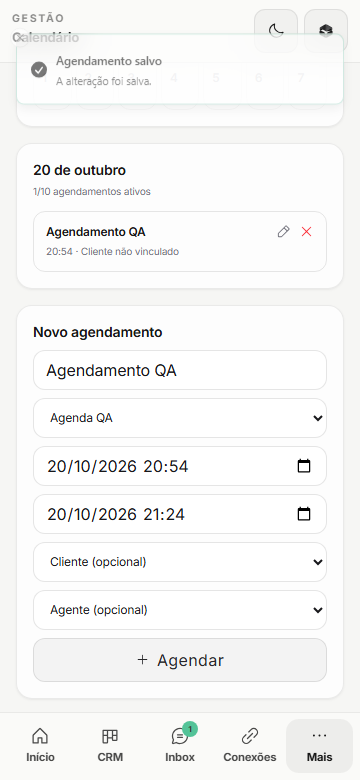 GESTÃO
Calendário
Agendamento salvo
A alteração foi salva.
4 5 6 7
20 de outubro
1/10 agendamentos ativos
Agendamento QA
20:54 · Cliente não vinculado
Novo agendamento
Agendamento QA
Agenda QA
20/10/2026 20:54
20/10/2026 21:24
Cliente (opcional)
Agente (opcional)
+ Agendar
1
Início
CRM
Inbox
Conexões
Mais